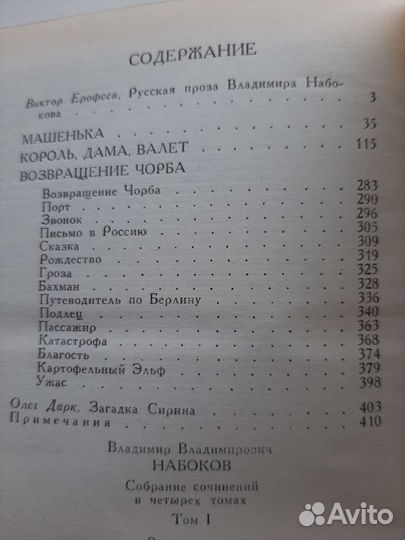 СОДЕРЖАНИЕ
Виктор Ерофеев. Русская проза Владимира Набо-
кова . . . . . . . . . . . . 3
МАШЕНЬКА . . . . . . . . . . . . 35
КОРОЛЬ, ДАМА, ВАЛЕТ . . . . . . . . 115
ВОЗВРАЩЕНИЕ ЧОРБА
Возвращение Чорба . . . . . . . . . 283
Порт . . . . . . . . . . . . 290
Звонок . . . . . . . . . . . . 296
Письмо в Россию . . . . . . . . . . 305
Сказка . . . . . . . . . . . . 309
Рождество . . . . . . . . . . . . 319
Гроза . . . . . . . . . . . . 325
Бахман . . . . . . . . . . . . 328
Путеводитель по Берлину . . . . . . . 336
Подлец . . . . . . . . . . . . 340
Пассажир . . . . . . . . . . . . 363
Катастрофа . . . . . . . . . . . . 368
Благость . . . . . . . . . . . . 374
Картофельный Эльф . . . . . . . . . 379
Ужас . . . . . . . . . . . . 398
Олег Дарк. Загадка Сирина . . . . . . . 403
Примечания . . . . . . . . . . . . 410
Владимир Владимирович
НАБОКОВ
Собрание сочинений
в четырех томах
Том I
Avito